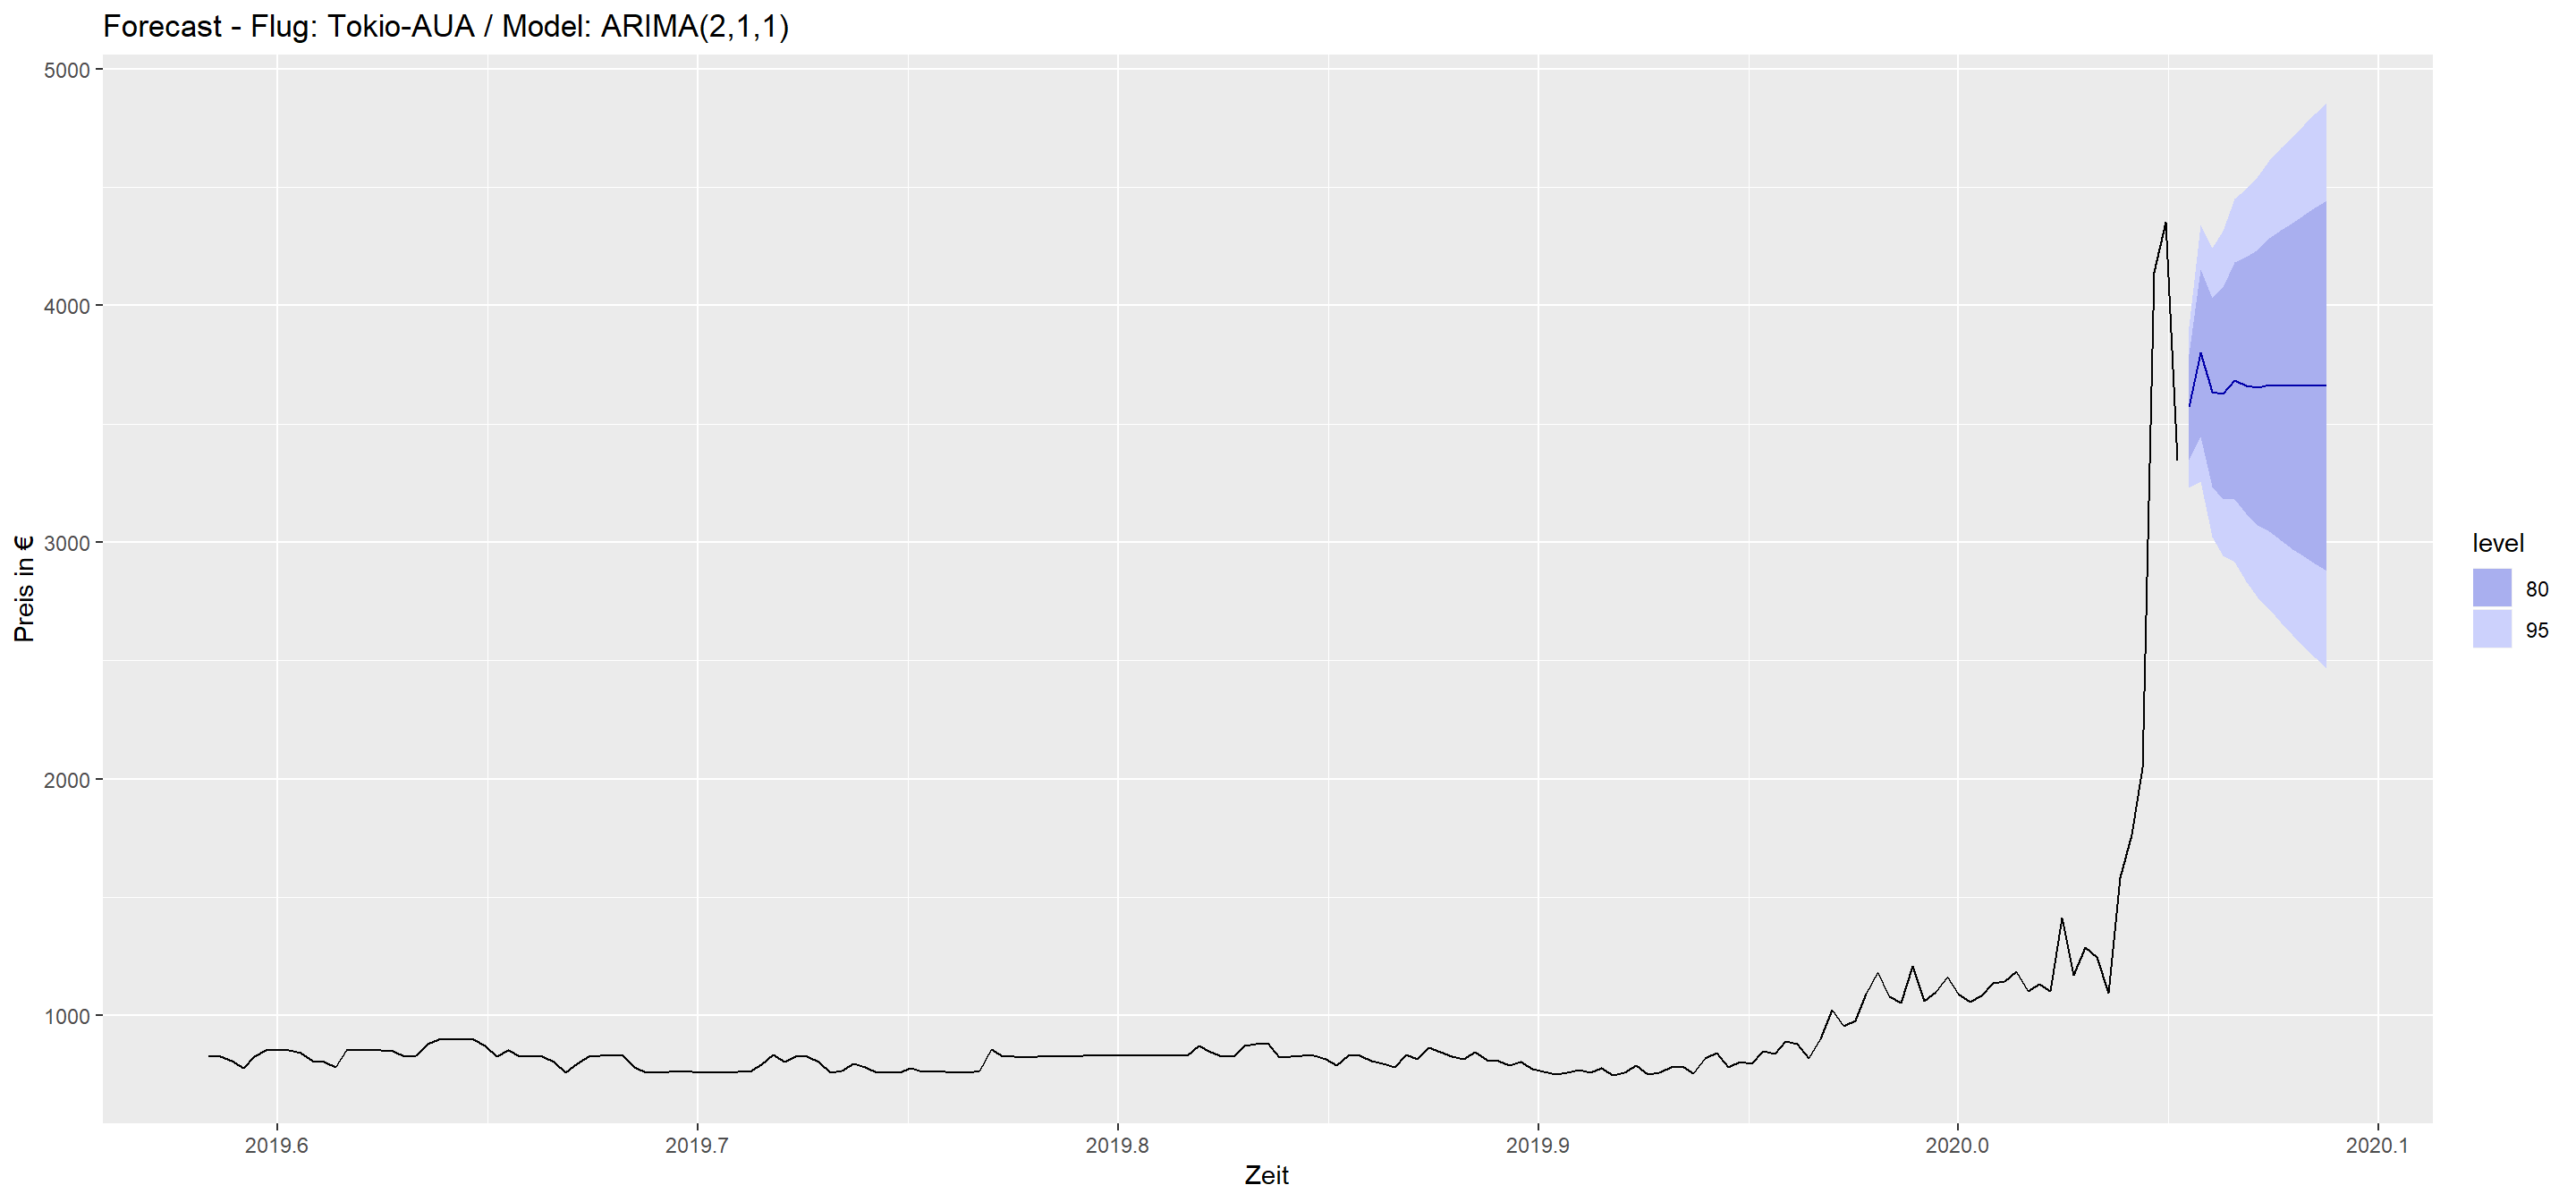 Forecast - Flug: Tokio-AUA / Model: ARIMA(2,1,1)
5000
4000
3000
2000
1000
Preis in €
2019.6 2019.7 2019.8 2019.9 2020.0 2020.1
Zeit
level
80
95